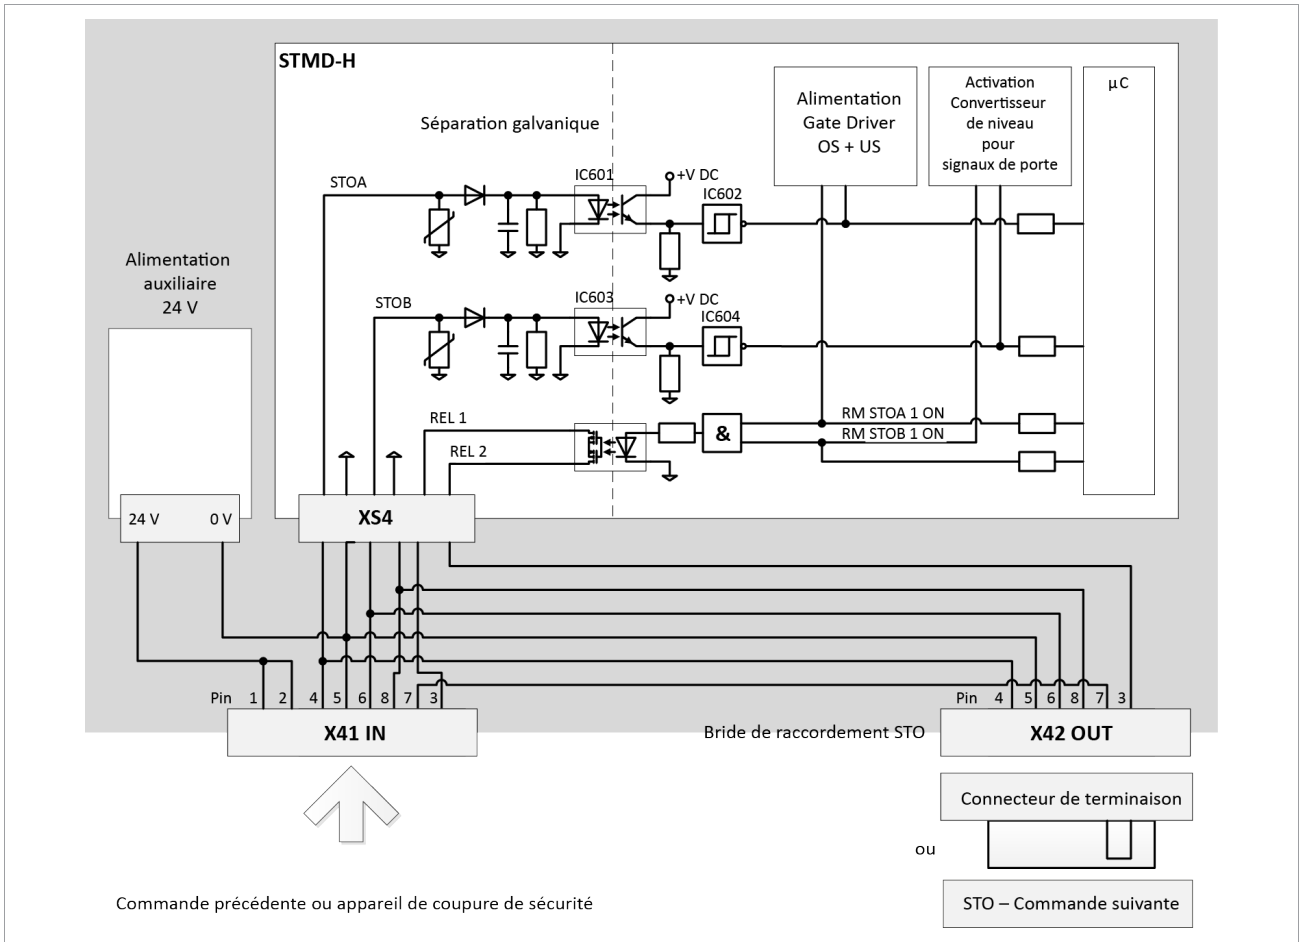 STMD-H
Séparation galvanique
Alimentation
Gate Driver
OS + US
Activation
Convertisseur
de niveau
pour
signaux de porte
µC
STOA
IC601
+V DC
IC602
Alimentation
auxiliaire
24 V
STOB
IC603
+V DC
IC604
REL 1
REL 2
&
RM STOA 1 ON
RM STOB 1 ON
24 V 0 V
XS4
Pin 1 2 4 5 6 8 7 3
X41 IN
Bride de raccordement STO
Pin 4 5 6 8 7 3
X42 OUT
Connecteur de terminaison
ou
STO – Commande suivante
Commande précédente ou appareil de coupure de sécurité